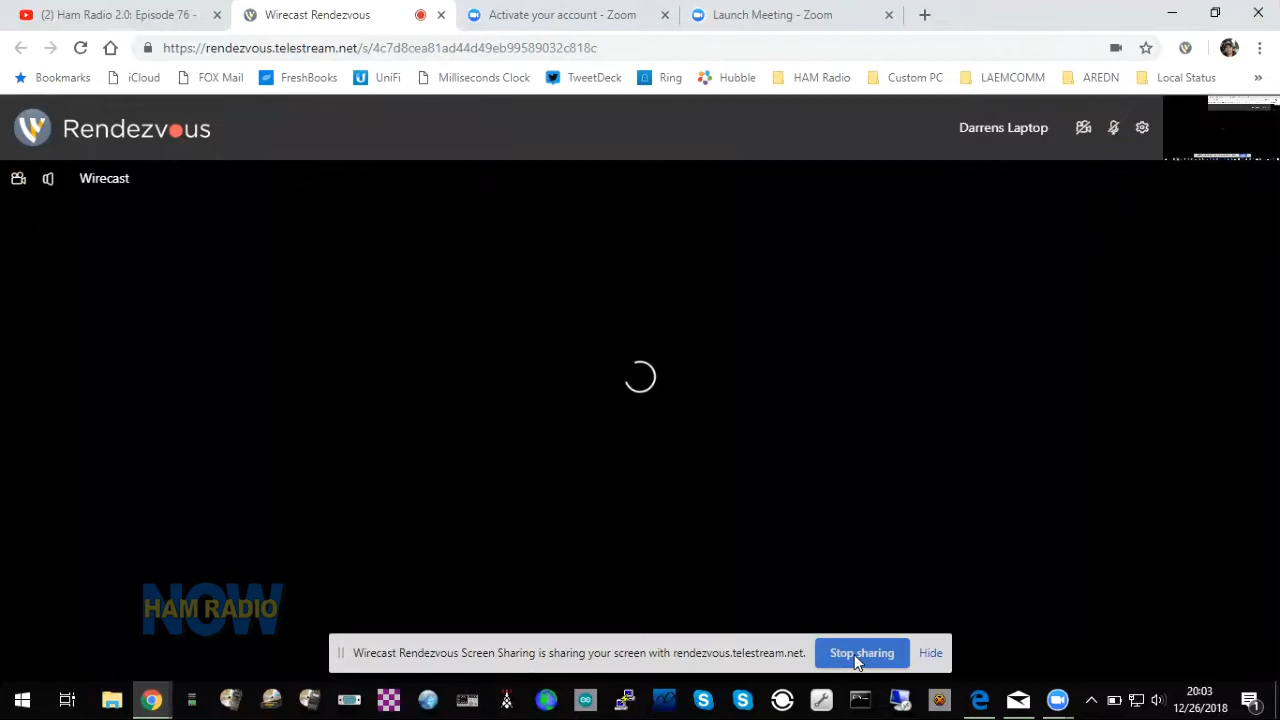 (2) Ham Radio 2.0: Episode 76 -
Wirecast Rendezvous
Activate your account - Zoom
Launch Meeting - Zoom
https://rendezvous.telestream.net/s/4c7d8cea81ad44d49eb99589032c818c
Bookmarks
iCloud
FOX Mail
FreshBooks
UniFi
Milliseconds Clock
TweetDeck
Ring
Hubble
HAM Radio
Custom PC
LAEMCOMM
AREDN
Local Status
»
Rendezvous
Darrens Laptop
Wirecast
NOW
HAM RADIO
Wirecast Rendezvous Screen Sharing is sharing your screen with rendezvous.telestream.net.
Stop sharing
Hide
20:03
12/26/2018
1